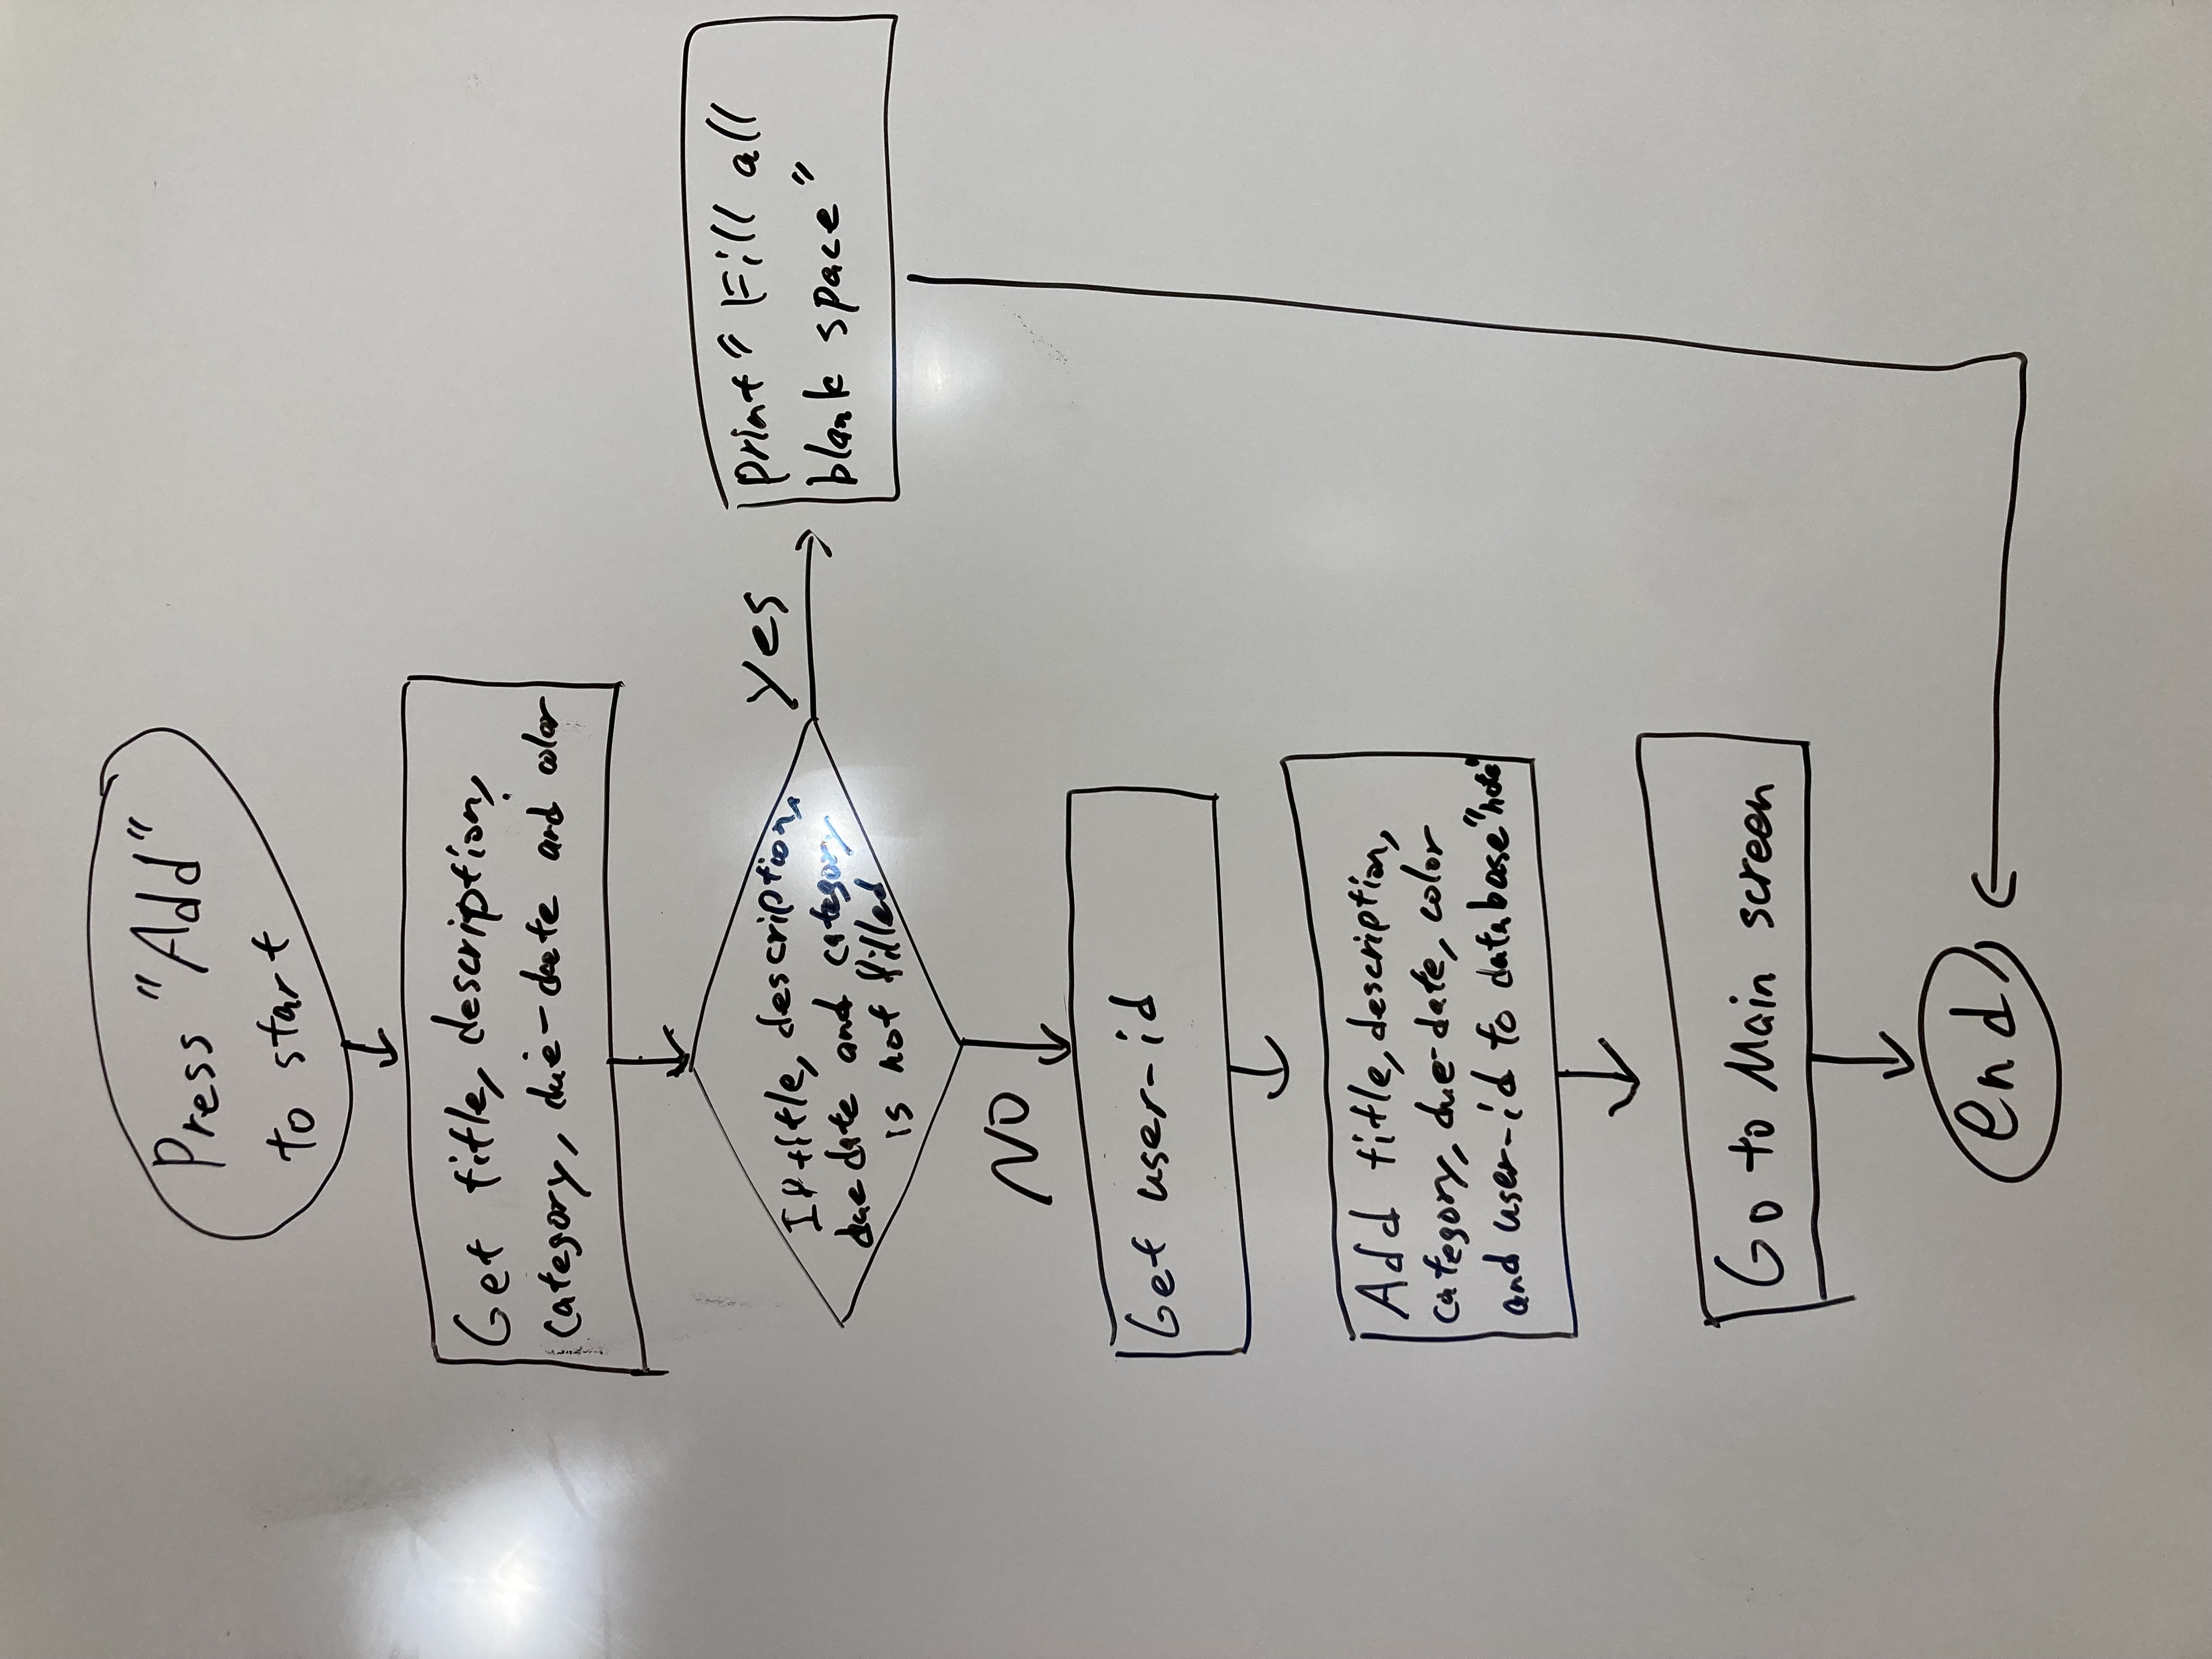 Press "Add"
to start
Get title, description,
category, due-date and color
If title, description,
due date and category
is not filled
yes
print "Fill all
blank space"
NO
Get user-id
Add title, description,
category, due-date, color
and user-id to database "note"
Go to Main screen
end